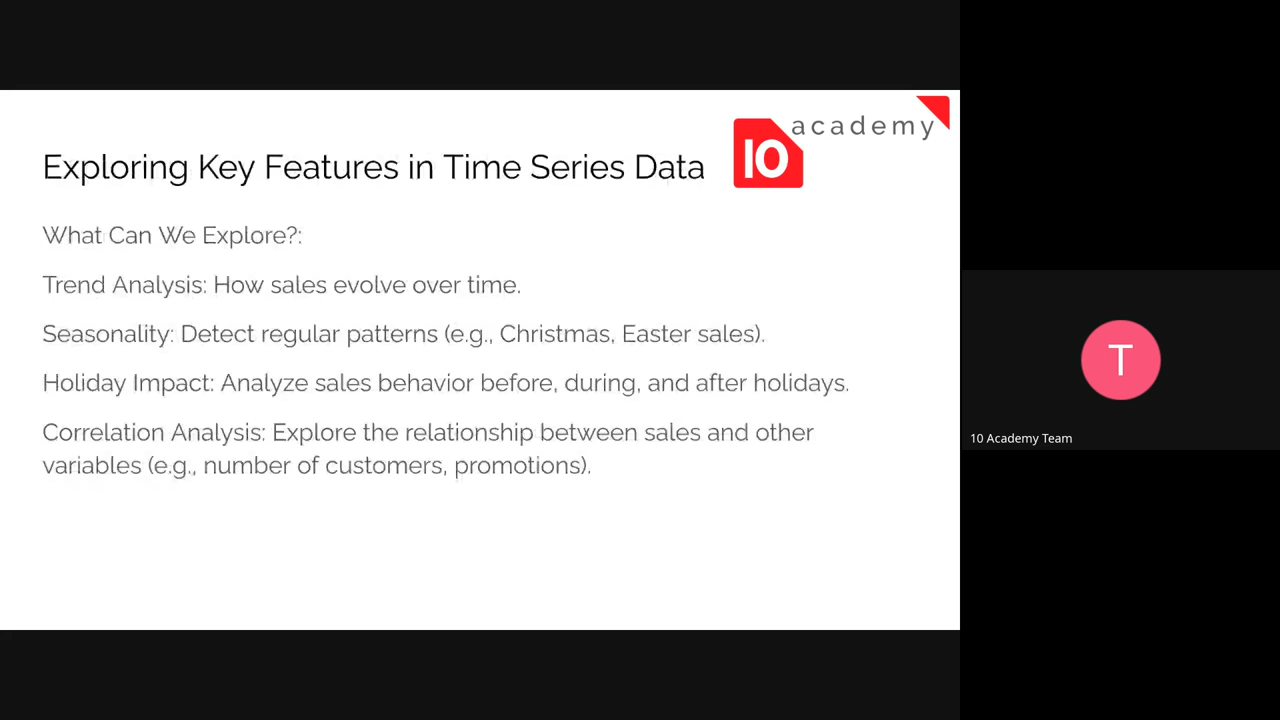 10 academy
Exploring Key Features in Time Series Data
What Can We Explore?:
Trend Analysis: How sales evolve over time.
Seasonality: Detect regular patterns (e.g., Christmas, Easter sales).
Holiday Impact: Analyze sales behavior before, during, and after holidays.
Correlation Analysis: Explore the relationship between sales and other
variables (e.g., number of customers, promotions).
T
10 Academy Team